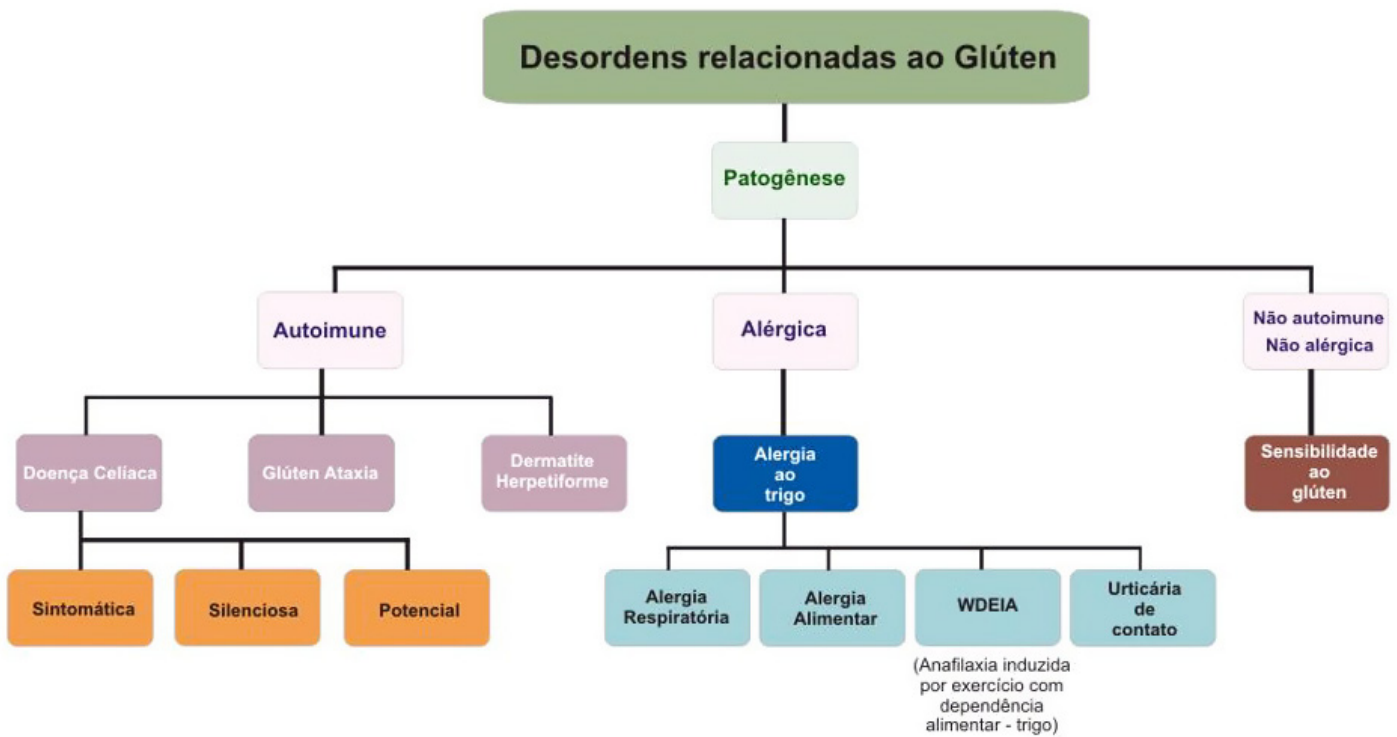 Desordens relacionadas ao Glúten
Patogênese
Autoimune
Alérgica
Não autoimune
Não alérgica
Doença Celíaca
Glúten Ataxia
Dermatite
Herpetiforme
Alergia
ao
trigo
Sensibilidade
ao
glúten
Sintomática
Silenciosa
Potencial
Alergia
Respiratória
Alergia
Alimentar
WDEIA
(Anafilaxia induzida
por exercício com
dependência
alimentar - trigo)
Urticária
de
contato